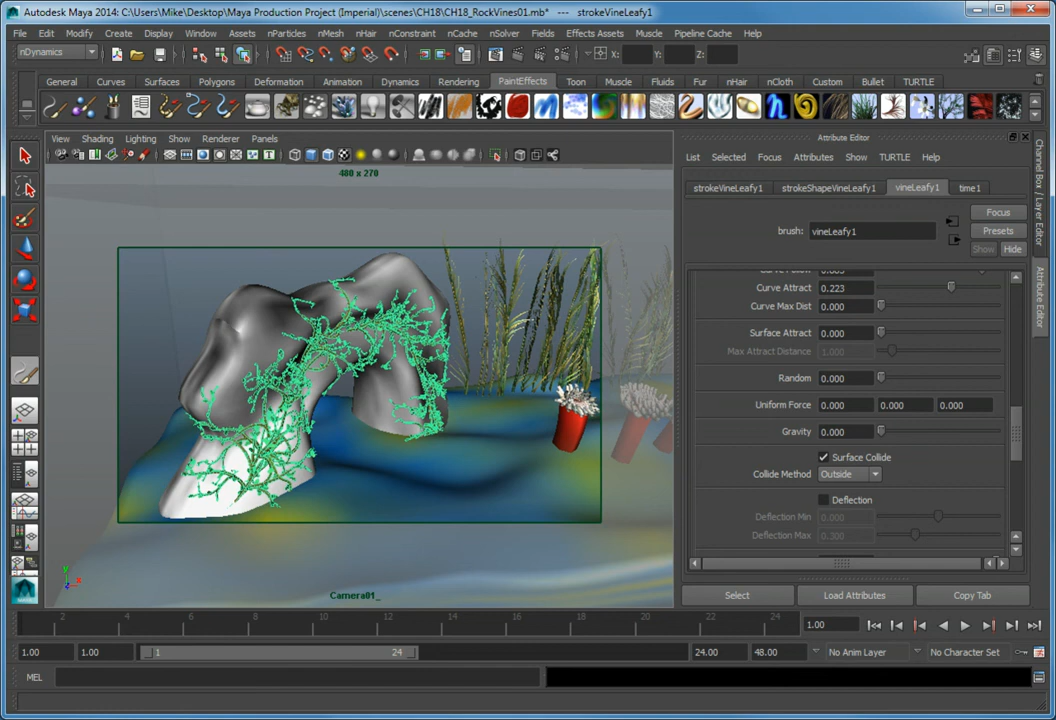 Autodesk Maya 2014: C:\Users\Mike\Desktop\Maya Production Project (Imperial)\scenes\CH18\CH18_RockVines01.mb* --- strokeVineLeafy1
File Edit Modify Create Display Window Assets nParticles nMesh nHair nConstraint nCache nSolver Fields Effects Assets Muscle Pipeline Cache Help
nDynamics X: Y: Z:
General Curves Surfaces Polygons Deformation Animation Dynamics Rendering PaintEffects Toon Muscle Fluids Fur nHair nCloth Custom Bullet TURTLE
View Shading Lighting Show Renderer Panels
480 x 270
Camera01_
y
x
Attribute Editor
List Selected Focus Attributes Show TURTLE Help
strokeVineLeafy1 strokeShapeVineLeafy1 vineLeafy1 time1
Focus
brush: vineLeafy1 Presets
Show Hide
Curve Attract 0.223
Curve Max Dist 0.000
Surface Attract 0.000
Max Attract Distance 1.000
Random 0.000
Uniform Force 0.000 0.000 0.000
Gravity 0.000
Surface Collide
Collide Method Outside
Deflection
Deflection Min 0.000
Deflection Max 0.300
Select Load Attributes Copy Tab
Channel Box / Layer Editor
Attribute Editor
2 4 6 8 10 12 14 16 18 20 22 24 1.00
1.00 1.00 1 24 24.00 48.00 No Anim Layer No Character Set
MEL